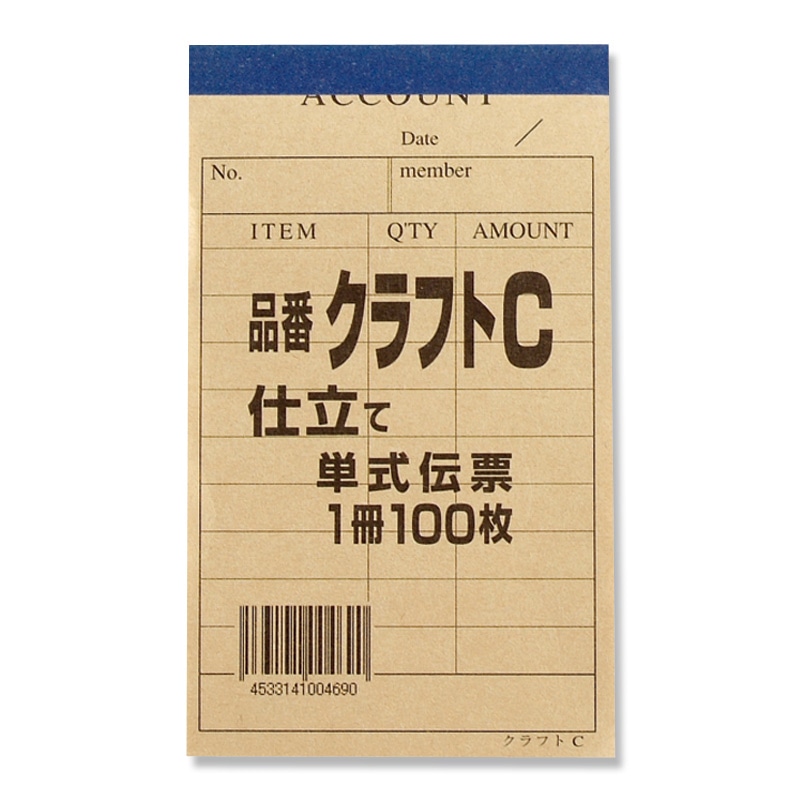 ACCOUNT
Date /
No. member
ITEM Q'TY AMOUNT
品番 クラフトC
仕立て
単式伝票
1冊100枚
4533141004690
クラフト C